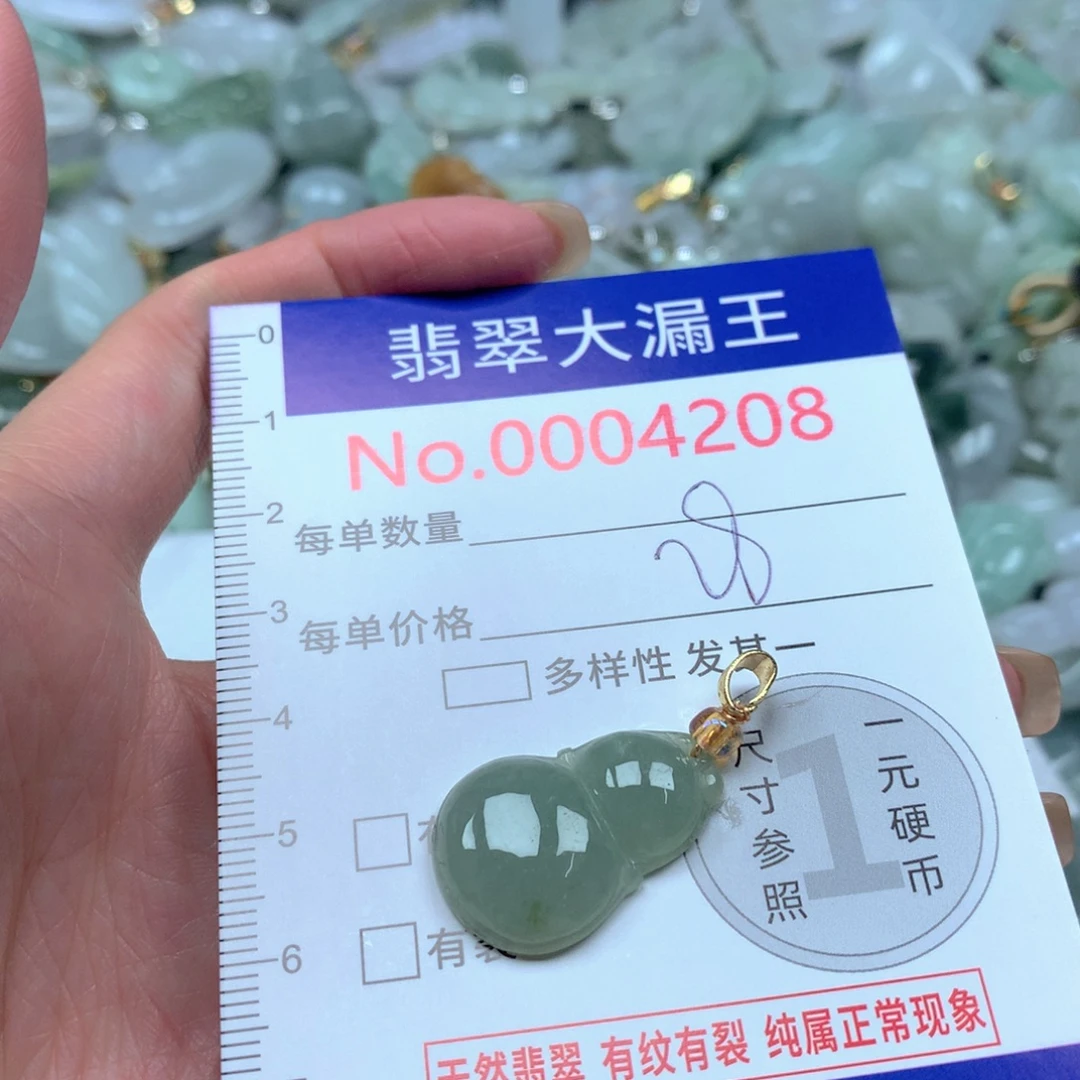 翡翠大漏王
No.0004208
每单数量
每单价格
多样性 发其一
有
0
1
2
3
4
5
6
尺寸参照
一元硬币
1
天然翡翠 有纹有裂 纯属正常现象